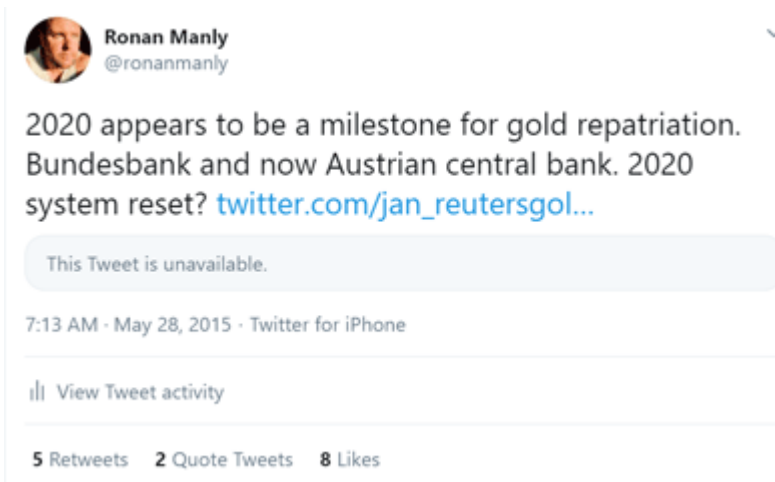 Ronan Manly
@ronanmanly
2020 appears to be a milestone for gold repatriation.
Bundesbank and now Austrian central bank. 2020
system reset? twitter.com/jan_reutersgol...
This Tweet is unavailable.
7:13 AM · May 28, 2015 · Twitter for iPhone
View Tweet activity
5 Retweets 2 Quote Tweets 8 Likes